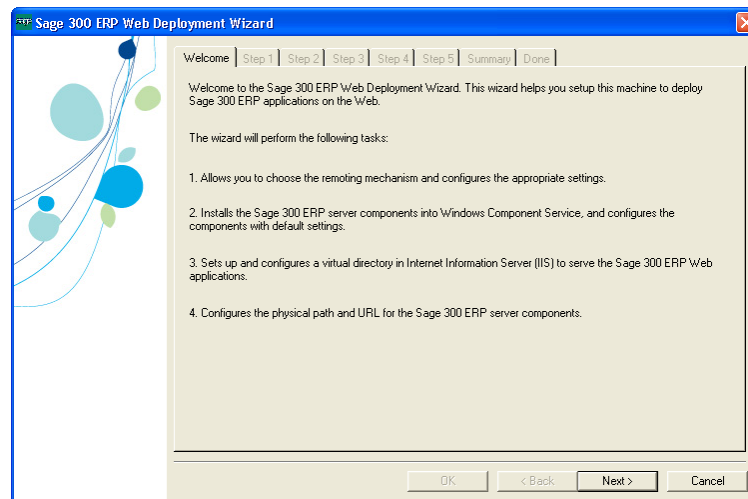 Sage 300 ERP Web Deployment Wizard
Welcome Step 1 Step 2 Step 3 Step 4 Step 5 Summary Done
Welcome to the Sage 300 ERP Web Deployment Wizard. This wizard helps you setup this machine to deploy
Sage 300 ERP applications on the Web.
The wizard will perform the following tasks:
1. Allows you to choose the remoting mechanism and configures the appropriate settings.
2. Installs the Sage 300 ERP server components into Windows Component Service, and configures the
components with default settings.
3. Sets up and configures a virtual directory in Internet Information Server (IIS) to serve the Sage 300 ERP Web
applications.
4. Configures the physical path and URL for the Sage 300 ERP server components.
OK < Back Next > Cancel